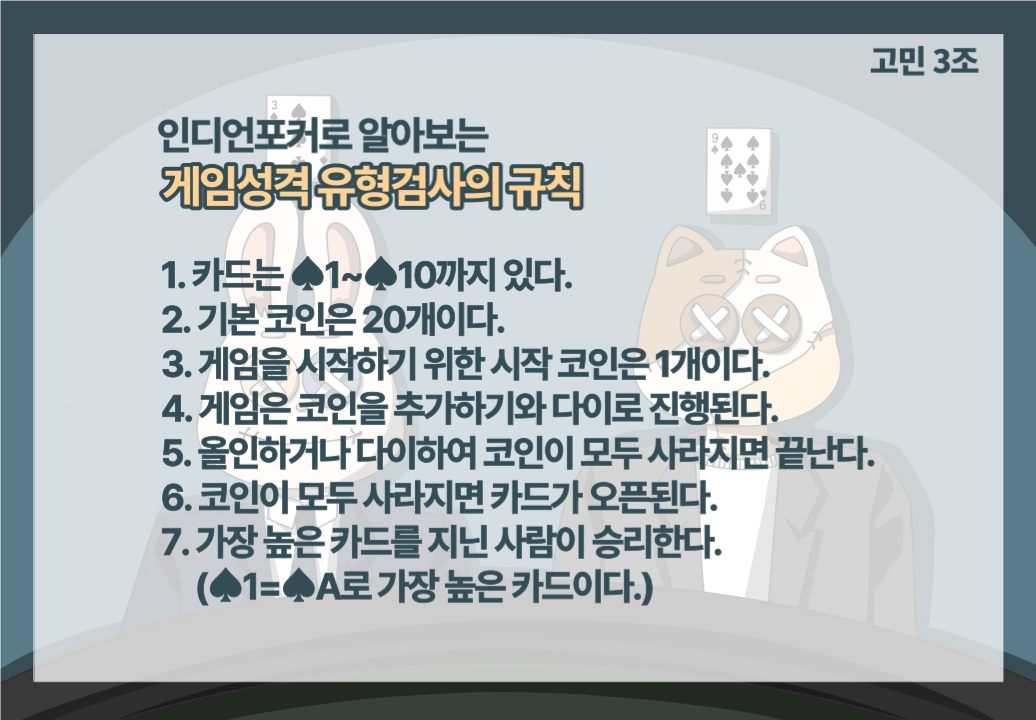 고민 3조
3
인디언포커로 알아보는
9
게임성격 유형검사의 규칙
9
1. 카드는 ♠1~♠10까지 있다.
2. 기본 코인은 20개이다.
3. 게임을 시작하기 위한 시작 코인은 1개이다.
4. 게임은 코인을 추가하기와 다이로 진행된다.
5. 올인하거나 다이하여 코인이 모두 사라지면 끝난다.
6. 코인이 모두 사라지면 카드가 오픈된다.
7. 가장 높은 카드를 지닌 사람이 승리한다.
(♠1=♠A로 가장 높은 카드이다.)